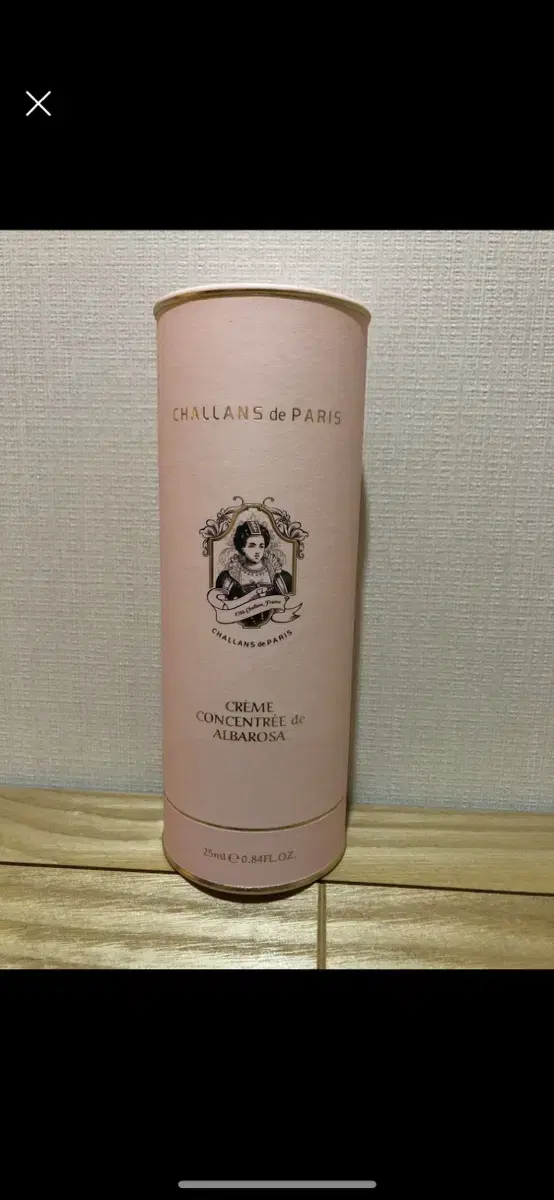 CHALLANS de PARIS
CHALLANS de PARIS
CRÈME
CONCENTRÉE de
ALBAROSA
25ml ℮ 0.84FL.OZ.